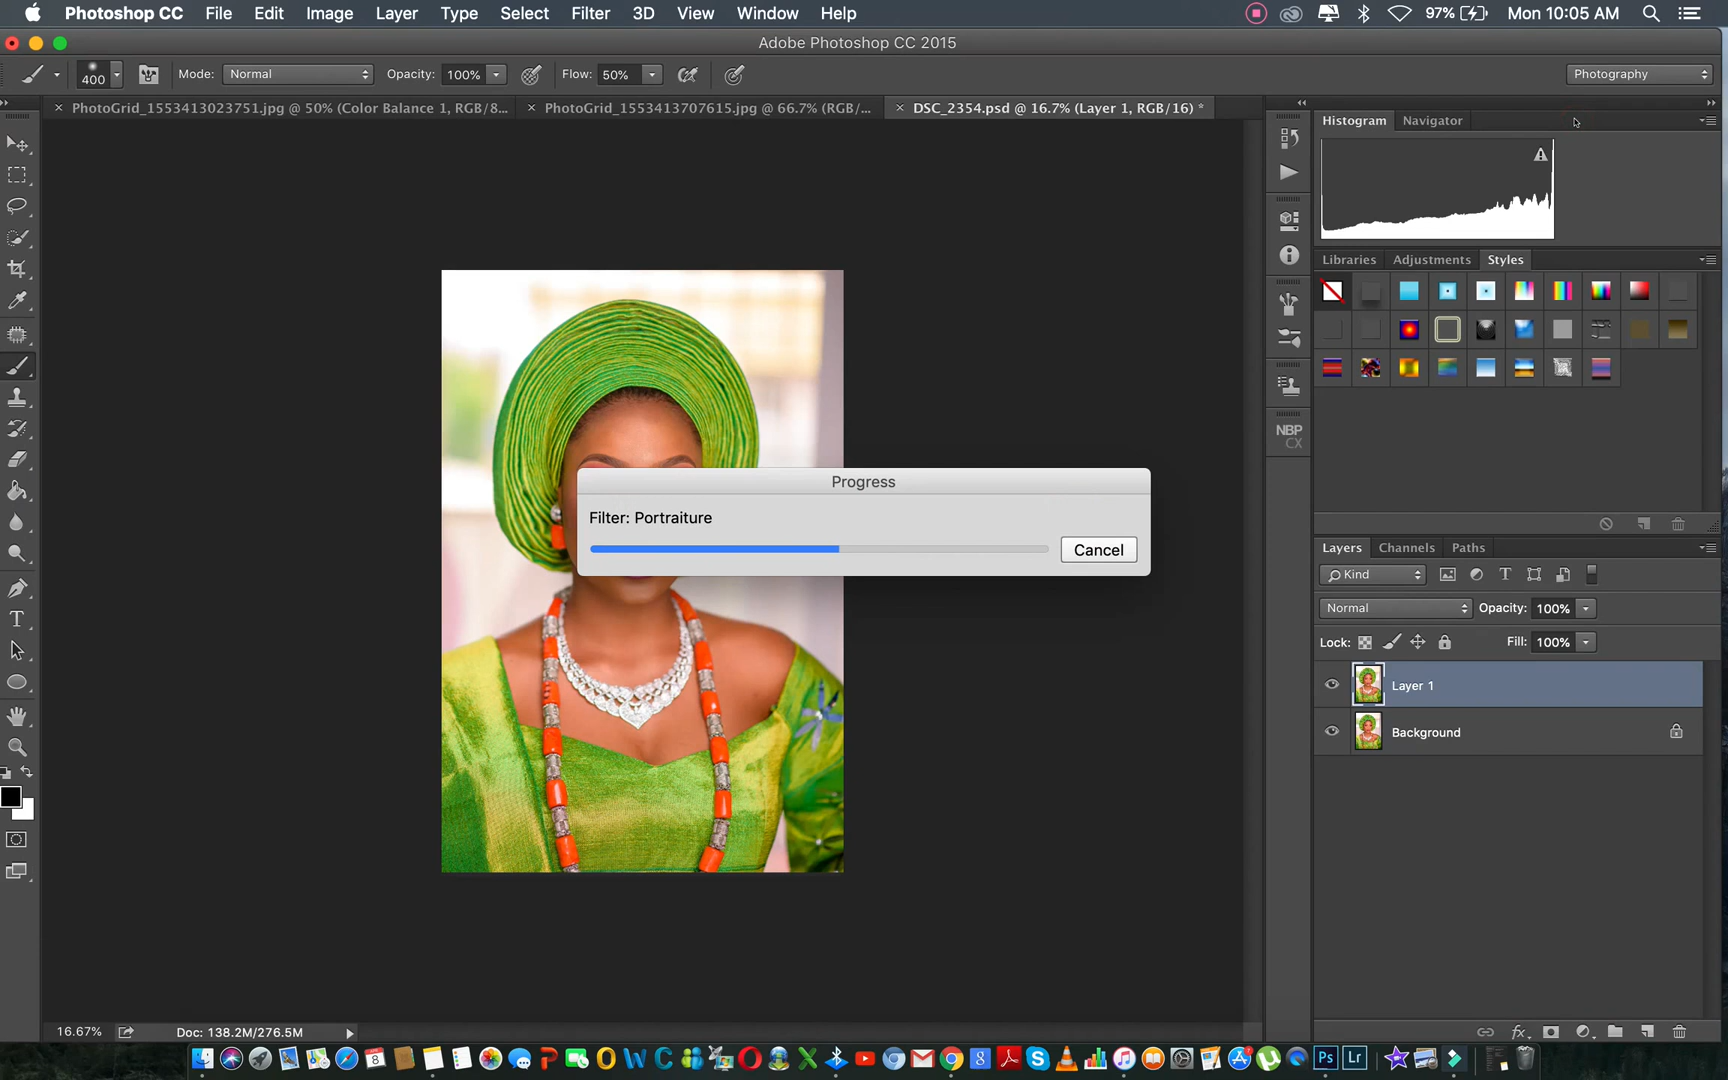 Photoshop CC File Edit Image Layer Type Select Filter 3D View Window Help 97% Mon 10:05 AM
Adobe Photoshop CC 2015
400 Mode: Normal Opacity: 100% Flow: 50% Photography
PhotoGrid_1553413023751.jpg @ 50% (Color Balance 1, RGB/8... PhotoGrid_1553413707615.jpg @ 66.7% (RGB/... DSC_2354.psd @ 16.7% (Layer 1, RGB/16) *
Histogram Navigator
Libraries Adjustments Styles
NBP
CX
Progress
Filter: Portraiture
Cancel
Layers Channels Paths
Kind
Normal Opacity: 100%
Lock: Fill: 100%
Layer 1
Background
16.67% Doc: 138.2M/276.5M